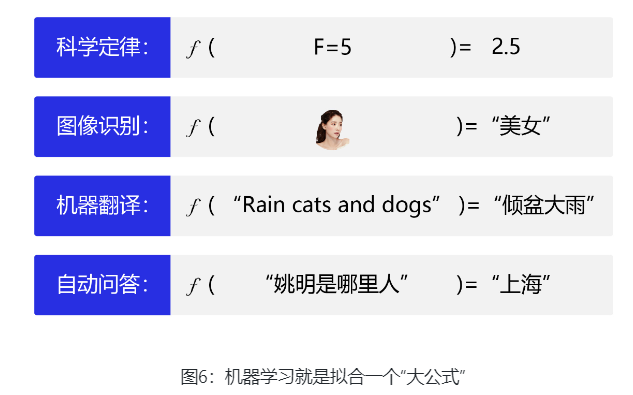 科学定律： f ( F=5 )= 2.5
图像识别： f ( )= “美女”
机器翻译： f ( “Rain cats and dogs” )= “倾盆大雨”
自动问答： f ( “姚明是哪里人” )= “上海”
图6：机器学习就是拟合一个“大公式”